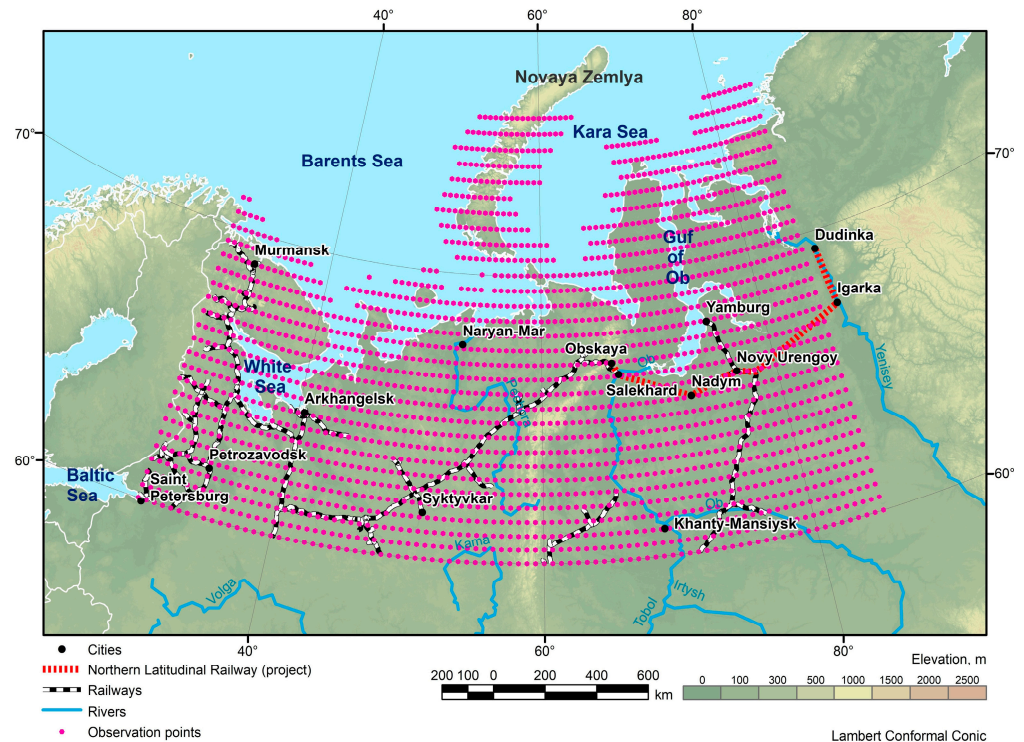 40°
60°
80°
Novaya Zemlya
70°
Kara Sea
Barents Sea
70°
Dudinka
Guf
of
Ob
Murmansk
Igarka
Yamburg
Naryan-Mar
Obskaya
Ob
Novy Urengoy
Yenisey
White
Sea
Salekhard
Nadym
Pechora
Arkhangelsk
Petrozavodsk
60°
60°
Baltic
Sea
Saint
Petersburg
Syktyvkar
Ob
Khanty-Mansiysk
Kama
Volga
Irtysh
Tobol
40°
60°
80°
Cities
Northern Latitudinal Railway (project)
Railways
Rivers
Observation points
200 100 0 200 400 600
km
Elevation, m
0 100 300 500 1000 1500 2000 2500
Lambert Conformal Conic